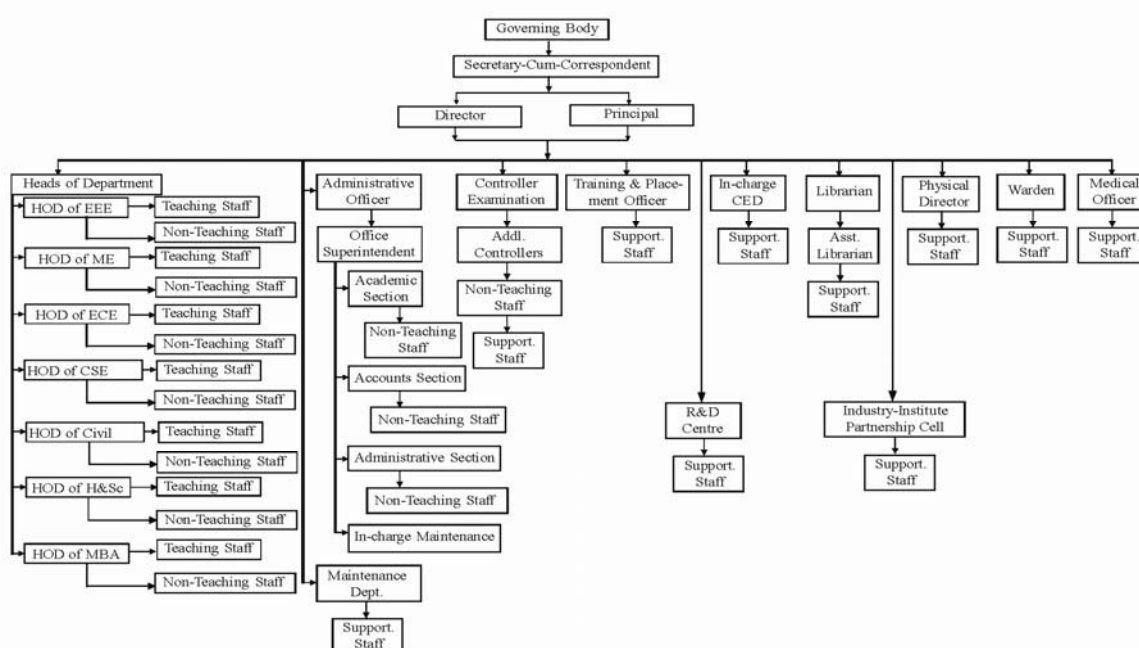 Governing Body
Secretary-Cum-Correspondent
Director
Principal
Heads of Department
HOD of EEE
Teaching Staff
Non-Teaching Staff
HOD of ME
Teaching Staff
Non-Teaching Staff
HOD of ECE
Teaching Staff
Non-Teaching Staff
HOD of CSE
Teaching Staff
Non-Teaching Staff
HOD of Civil
Teaching Staff
Non-Teaching Staff
HOD of H&Sc
Teaching Staff
Non-Teaching Staff
HOD of MBA
Teaching Staff
Non-Teaching Staff
Administrative
Officer
Office
Superintendent
Academic
Section
Non-Teaching
Staff
Accounts Section
Non-Teaching Staff
Administrative Section
Non-Teaching Staff
In-charge Maintenance
Maintenance
Dept.
Support.
Staff
Controller
Examination
Addl.
Controllers
Non-Teaching
Staff
Support.
Staff
Training & Place-
ment Officer
Support.
Staff
R&D
Centre
Support.
Staff
In-charge
CED
Support.
Staff
Librarian
Asst.
Librarian
Support.
Staff
Industry-Institute
Partnership Cell
Support.
Staff
Physical
Director
Support.
Staff
Warden
Support.
Staff
Medical
Officer
Support.
Staff